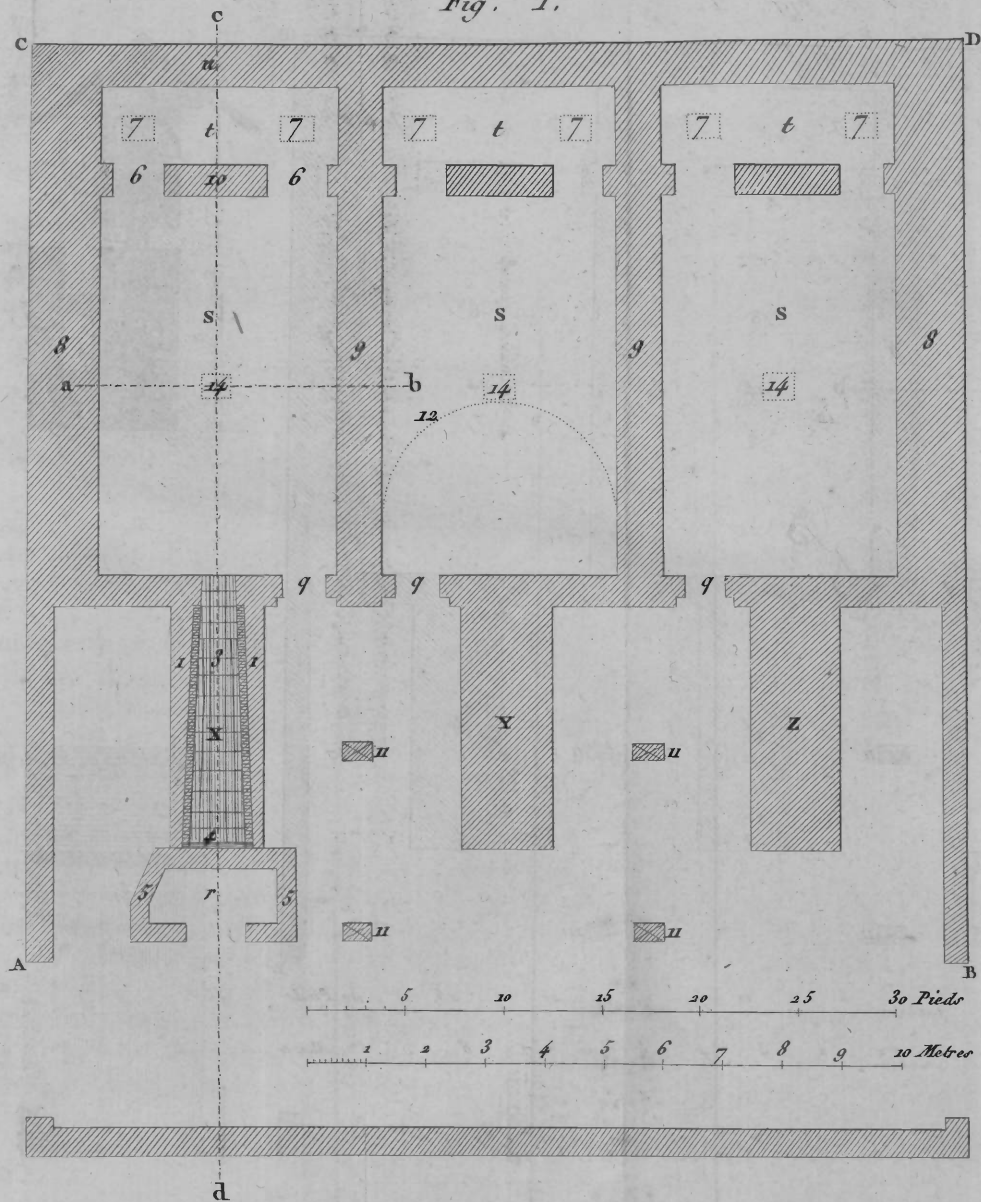 Fig. 1.
c
C D
u
7 t 7 7 t 7 7 t 7
6 10 6
S S S
8 9 9 8
a 14 b 14 14
12
q q q
1 3 1
X Y Z
11 11
4
5 r 5
11 11
A B
5 10 15 20 25 30 Pieds
1 2 3 4 5 6 7 8 9 10 Metres
d